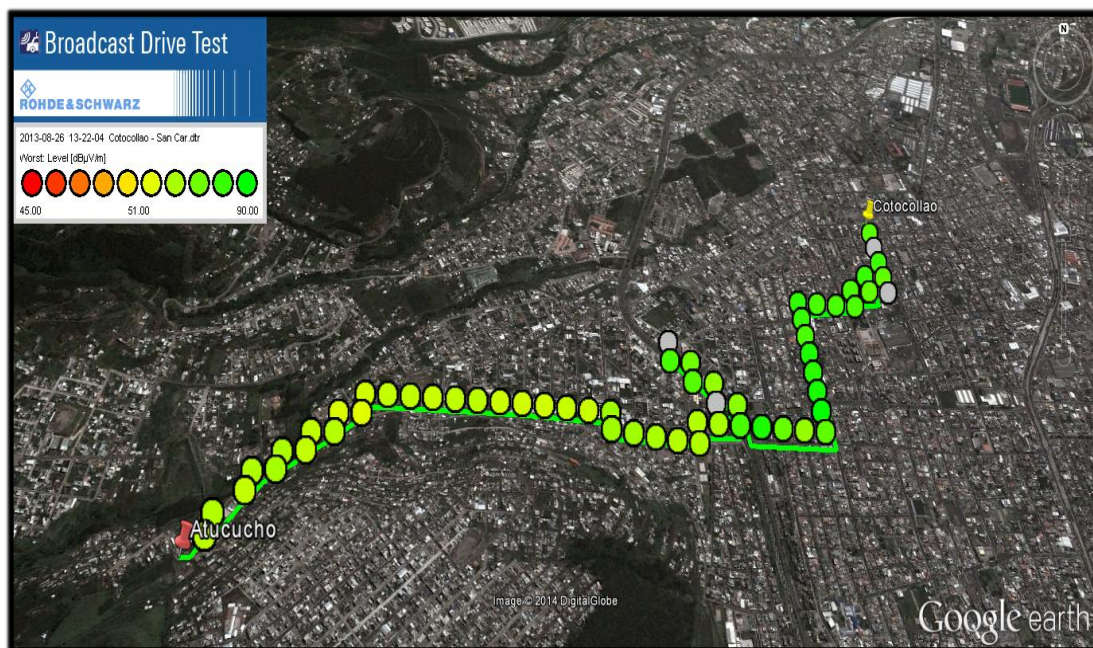 Broadcast Drive Test
ROHDE&SCHWARZ
2013-08-26 13-22-04 Cotocollao - San Car.dtr
Worst: Level [dBµV/m]
45.00 51.00 90.00
N
Cotocollao
Atucucho
Image © 2014 DigitalGlobe
Google earth